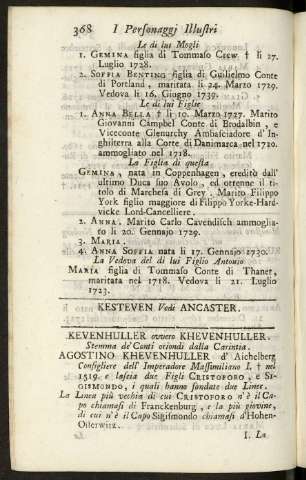 368 I Personaggj Illustri
Le di lui Mogli
1. GEMINA figlia di Tommaso Crew † li 27.
Luglio 1728.
2. SOFFIA BENTING figlia di Guilielmo Conte
di Portland, maritata li 24. Marzo 1729.
Vedova li 16. Giugno 1739.
Le di lui Figlie
1. ANNA BELLA † li 10. Marzo 1727. Marito
Giovanni Campbel Conte di Brodalbin, e
Viceconte Glenurchy Ambasciadore d' In-
ghilterra alla Corte di Danimarca nel 1720.
ammogliato nel 1718.
La Figlia di questa
GEMINA, nata in Coppenhagen, eredità dall'
ultimo Duca suo Avolo, ed ottenne il ti-
tolo di Marchesa di Grey. Marito Filippo
York figlio maggiore di Filippo Yorke-Hard-
vicke Lord-Cancelliere.
2. ANNA. Marito Carlo Cavendisch ammoglia-
to li 20. Gennajo 1729.
3. MARIA.
4. ANNA SOFFIA nata li 17. Gennajo 1730.
La Vedova del di lui Figlio Antonio
MARIA figlia di Tommaso Conte di Thanet,
maritata nel 1718. Vedova li 21. Luglio
1723.
KESTEVEN Vedi ANCASTER.
KEVENHULLER ovvero KHEVENHULLER.
Stemma de' Conti oriundi dalla Carintia.
AGOSTINO KHEVENHULLER d' Aichelberg
Consigliere dell' Imperadore Massimiliano I. † nel
1519. e lascia due Figli CRISTOFORO, e SI-
GISMONDO, i quali hanno fondate due Linee.
La Linea più vechia di cui CRISTOFORO n'è il Ca-
po chiamasi di Franckenburg, e la più giovine,
di cui n'è il Capo Sigismondo chiamasi d' Hohen-
Osterwitz.
I. La